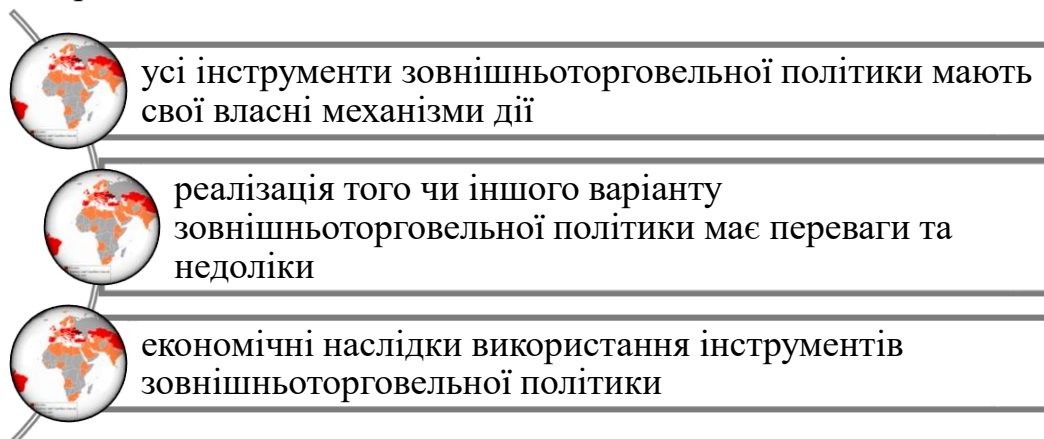 усі інструменти зовнішньоторговельної політики мають
свої власні механізми дії
реалізація того чи іншого варіанту
зовнішньоторговельної політики має переваги та
недоліки
економічні наслідки використання інструментів
зовнішньоторговельної політики